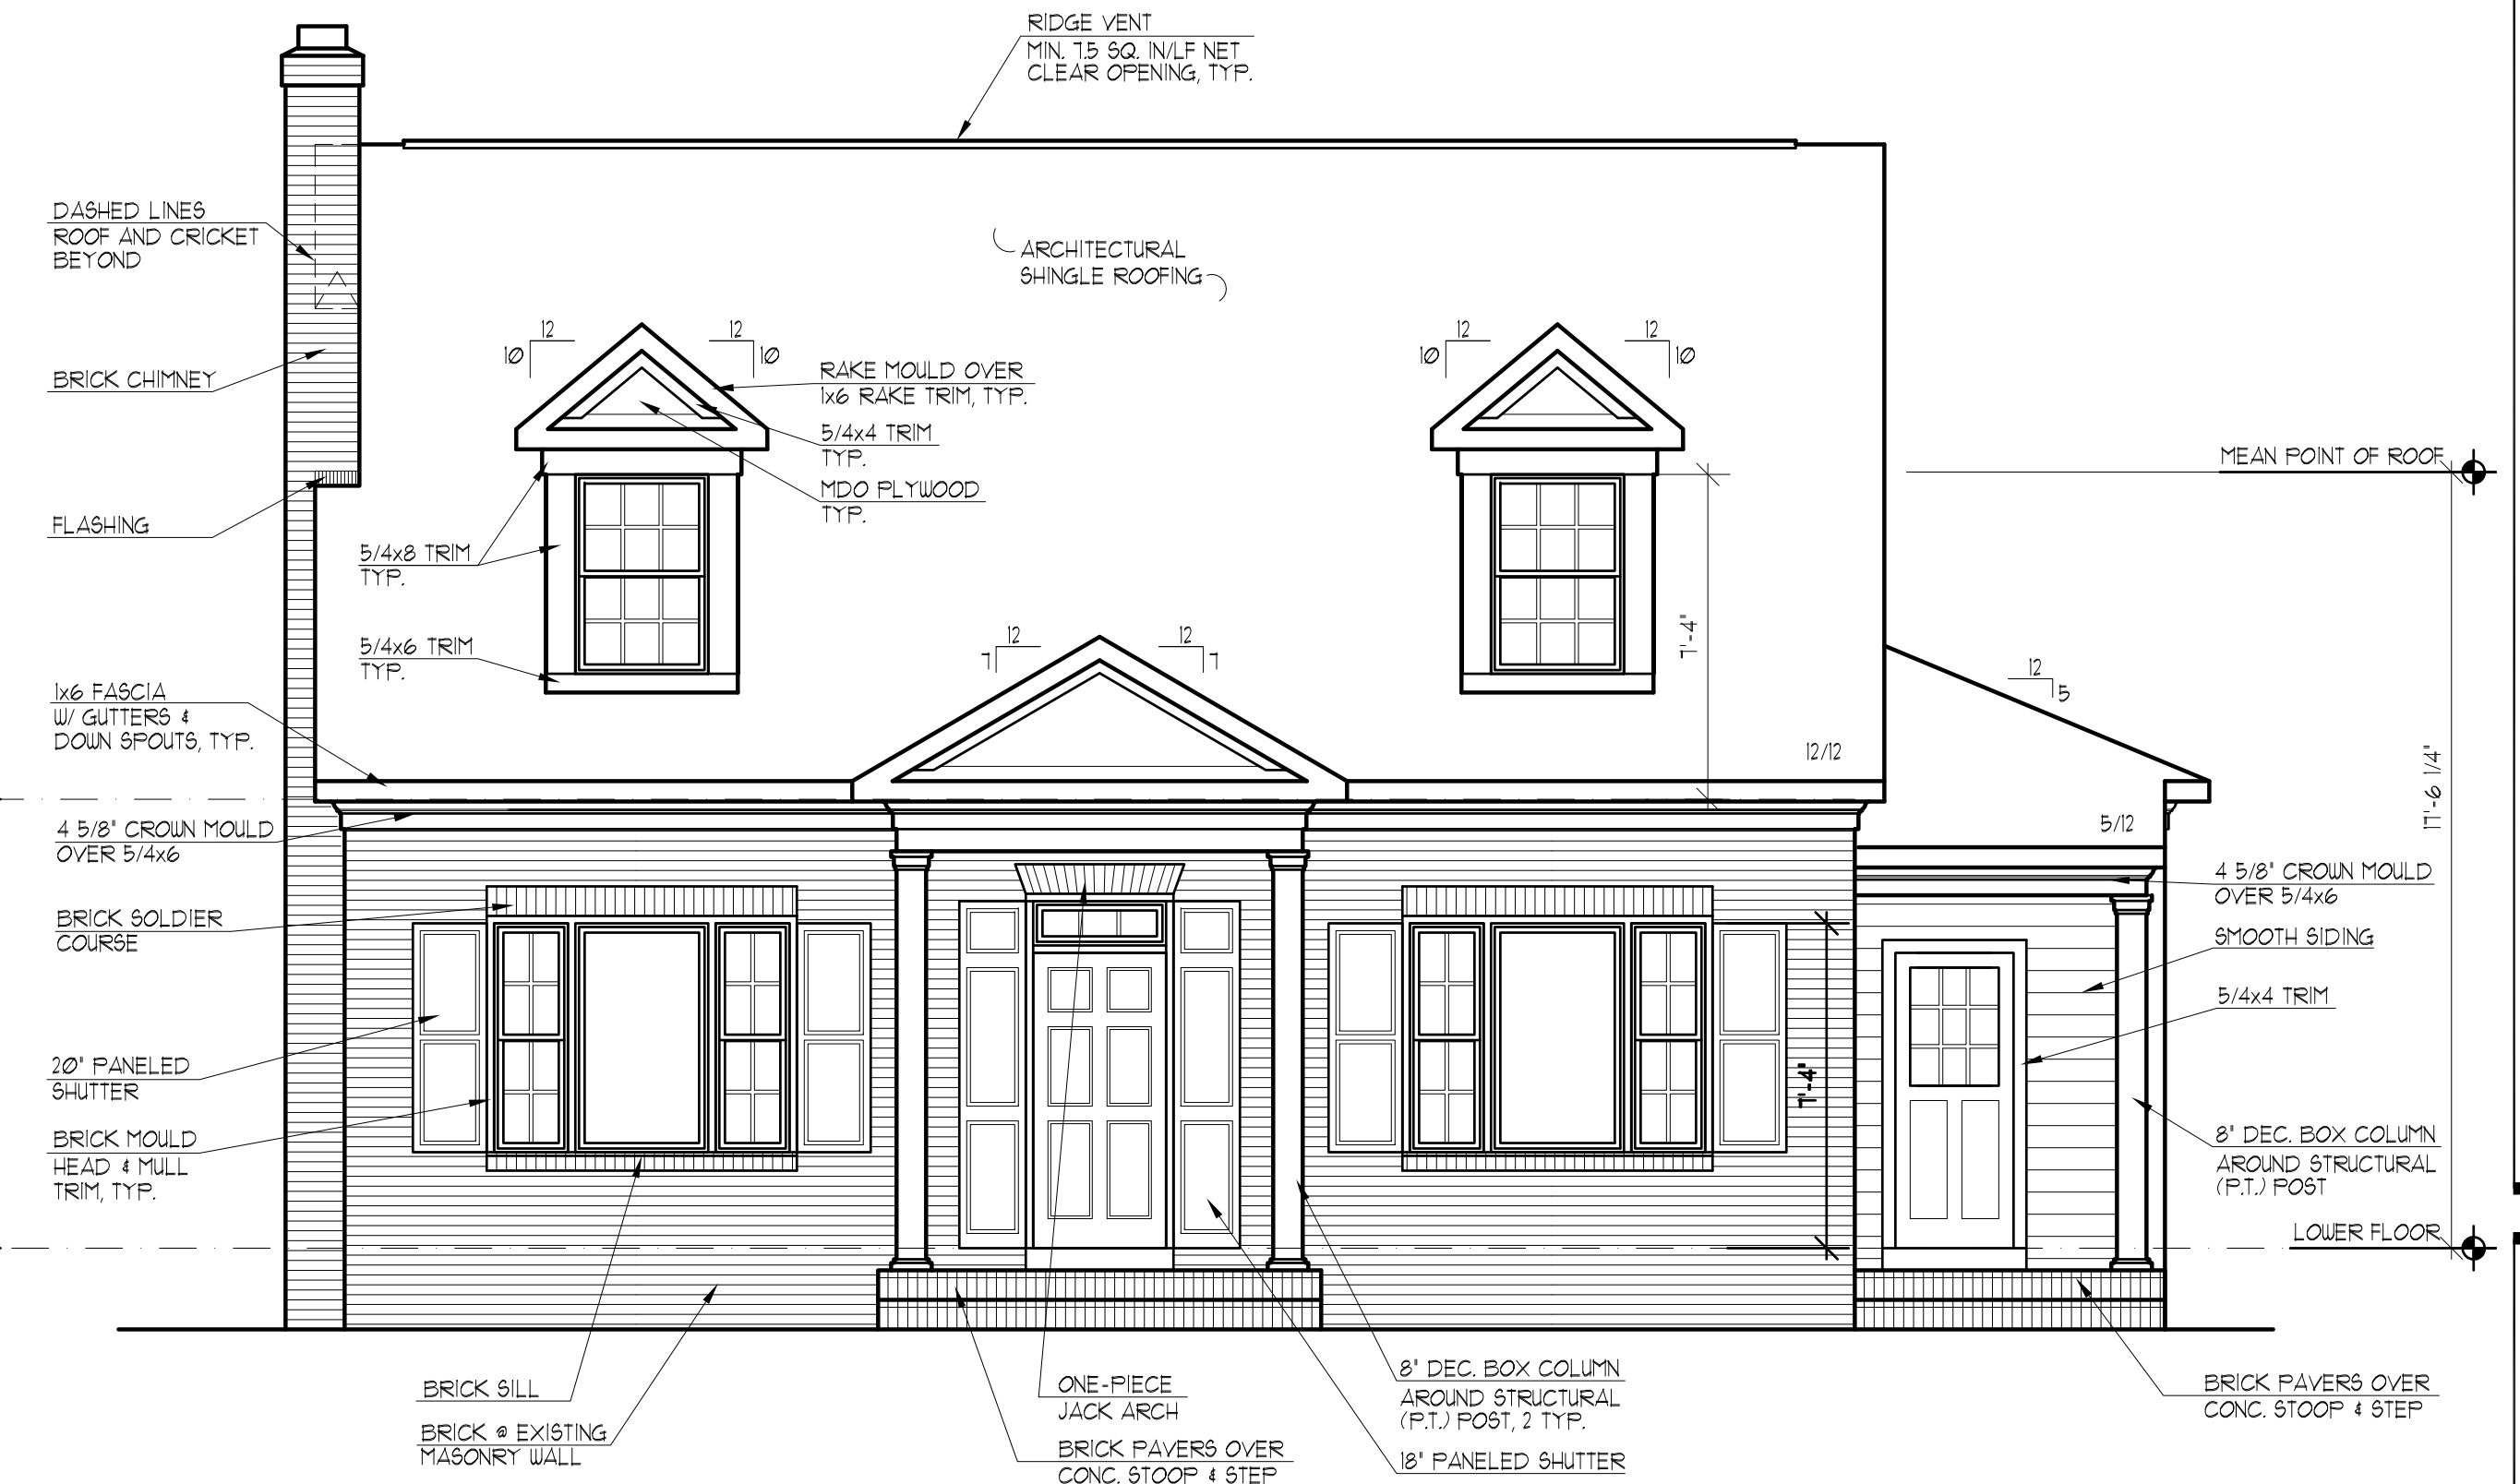 RIDGE VENT
MIN. 7.5 SQ. IN/LF NET
CLEAR OPENING, TYP.
DASHED LINES
ROOF AND CRICKET
BEYOND
ARCHITECTURAL
SHINGLE ROOFING
BRICK CHIMNEY
12
10
12
10
RAKE MOULD OVER
1x6 RAKE TRIM, TYP.
5/4x4 TRIM
TYP.
MDO PLYWOOD
TYP.
12
10
12
10
MEAN POINT OF ROOF
FLASHING
5/4x8 TRIM
TYP.
5/4x6 TRIM
TYP.
12
7
12
7
7'-4"
12
5
1x6 FASCIA
W/ GUTTERS &
DOWN SPOUTS, TYP.
12/12
17'-6 1/4"
4 5/8" CROWN MOULD
OVER 5/4x6
5/12
4 5/8" CROWN MOULD
OVER 5/4x6
BRICK SOLDIER
COURSE
SMOOTH SIDING
5/4x4 TRIM
20" PANELED
SHUTTER
7'-4"
BRICK MOULD
HEAD & MULL
TRIM, TYP.
8" DEC. BOX COLUMN
AROUND STRUCTURAL
(P.T.) POST
LOWER FLOOR
BRICK SILL
BRICK @ EXISTING
MASONRY WALL
ONE-PIECE
JACK ARCH
BRICK PAVERS OVER
CONC. STOOP & STEP
8" DEC. BOX COLUMN
AROUND STRUCTURAL
(P.T.) POST, 2 TYP.
18" PANELED SHUTTER
BRICK PAVERS OVER
CONC. STOOP & STEP